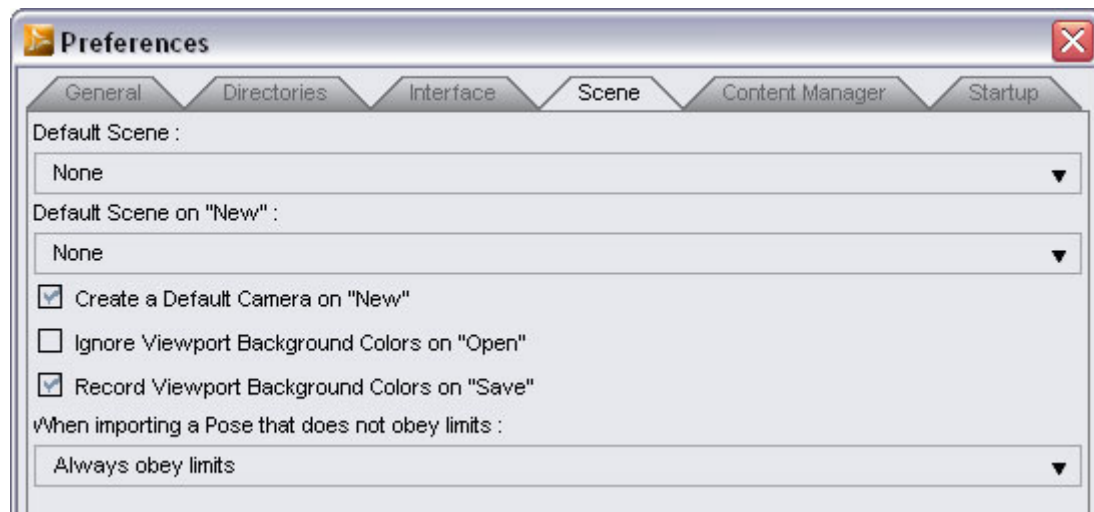 Preferences
General Directories Interface Scene Content Manager Startup
Default Scene :
None
Default Scene on "New" :
None
Create a Default Camera on "New"
Ignore Viewport Background Colors on "Open"
Record Viewport Background Colors on "Save"
When importing a Pose that does not obey limits :
Always obey limits